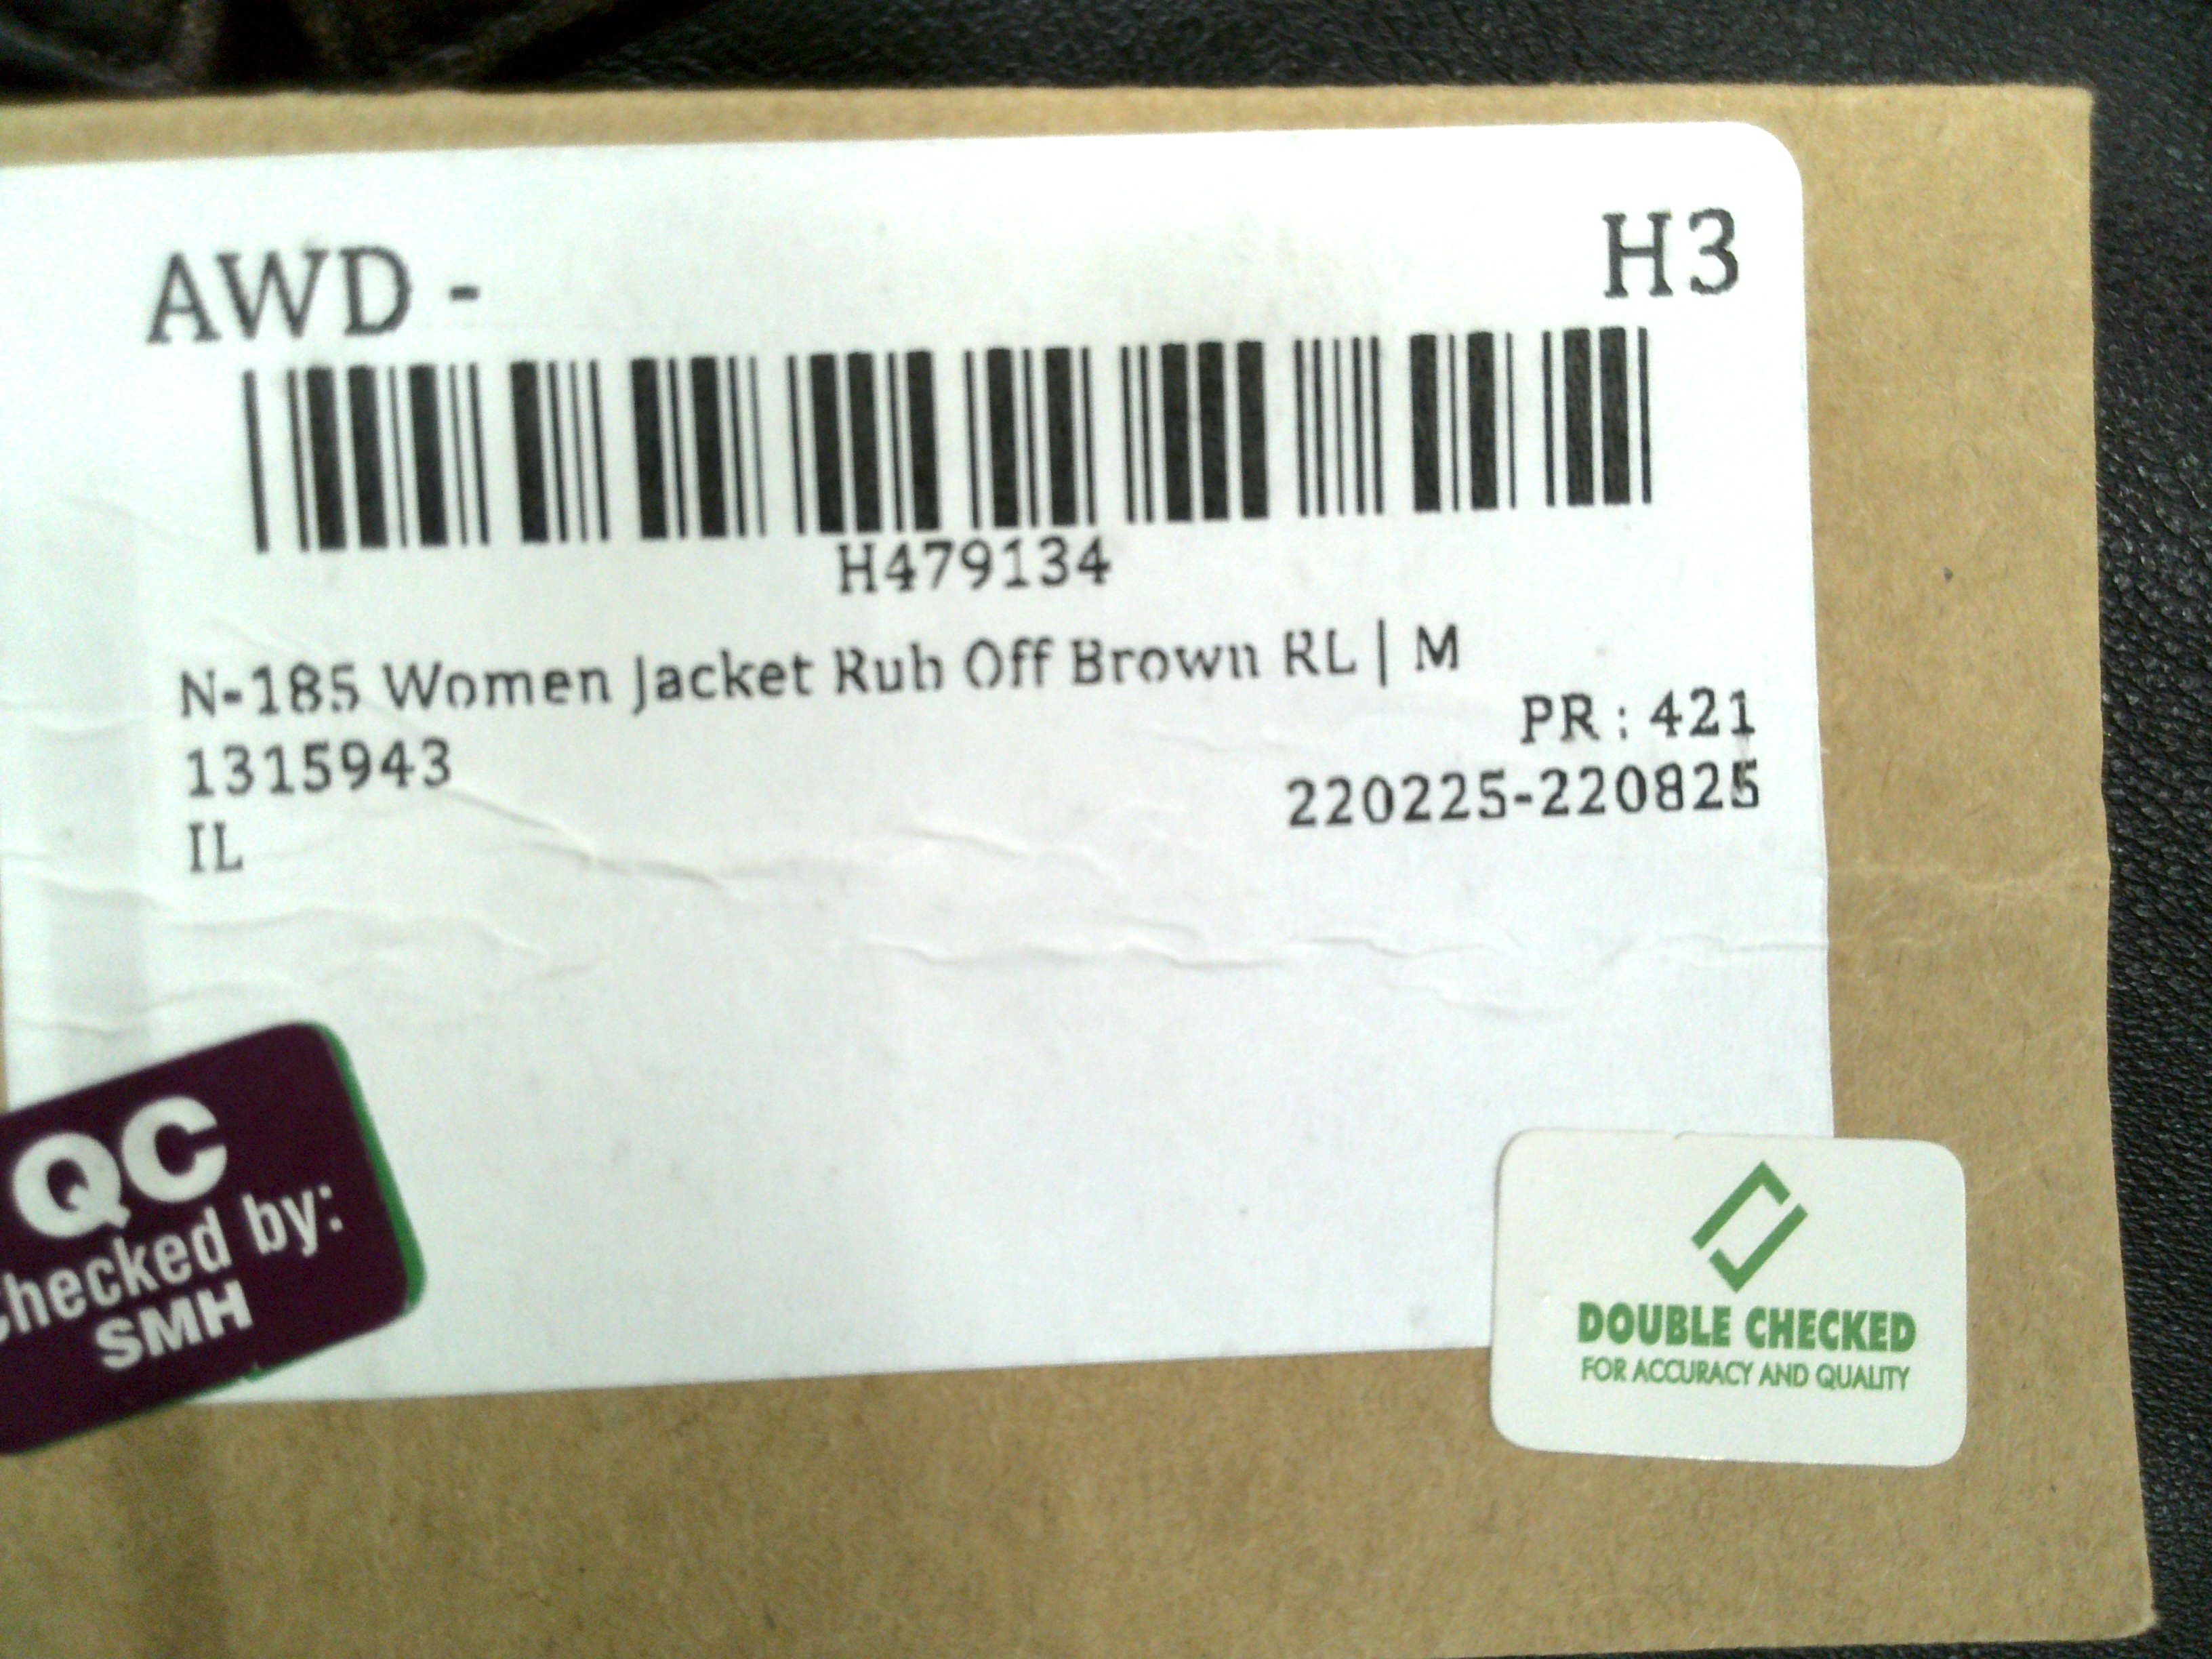 AWD - H3
H479134
N-185 Women Jacket Rub Off Brown RL | M
PR : 421
1315943
220225-220825
IL
QC
Checked by:
SMH
DOUBLE CHECKED
FOR ACCURACY AND QUALITY